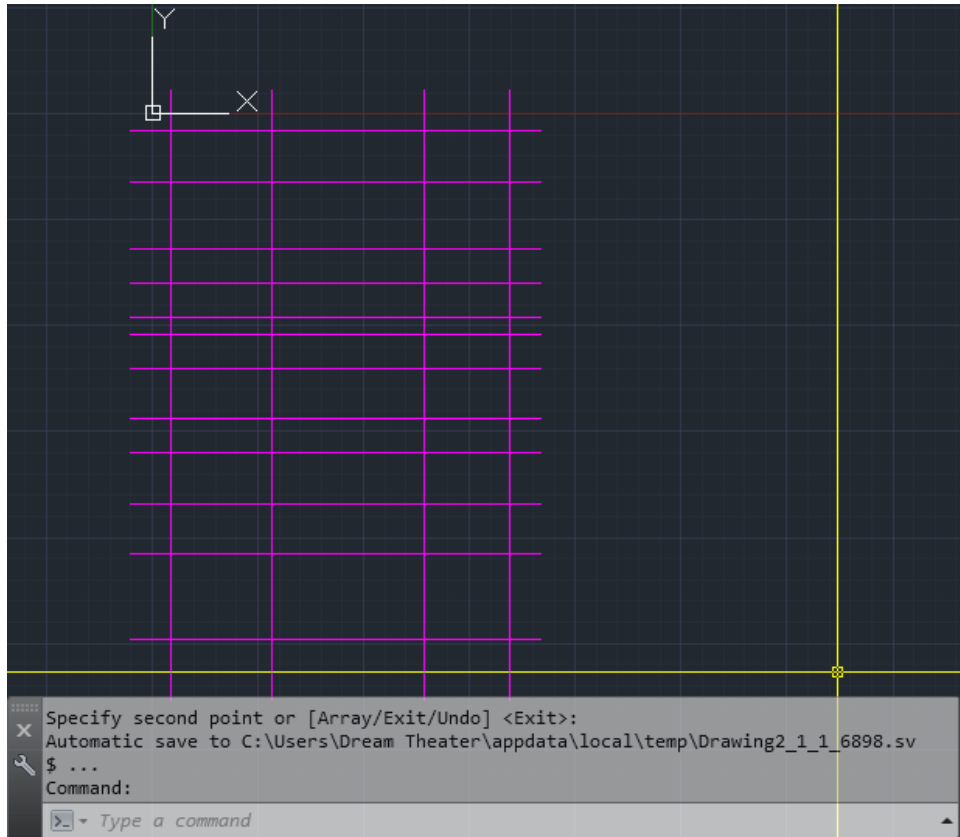 Y
X
Specify second point or [Array/Exit/Undo] <Exit>:
Automatic save to C:\Users\Dream Theater\appdata\local\temp\Drawing2_1_1_6898.sv
$ ...
Command:
Type a command